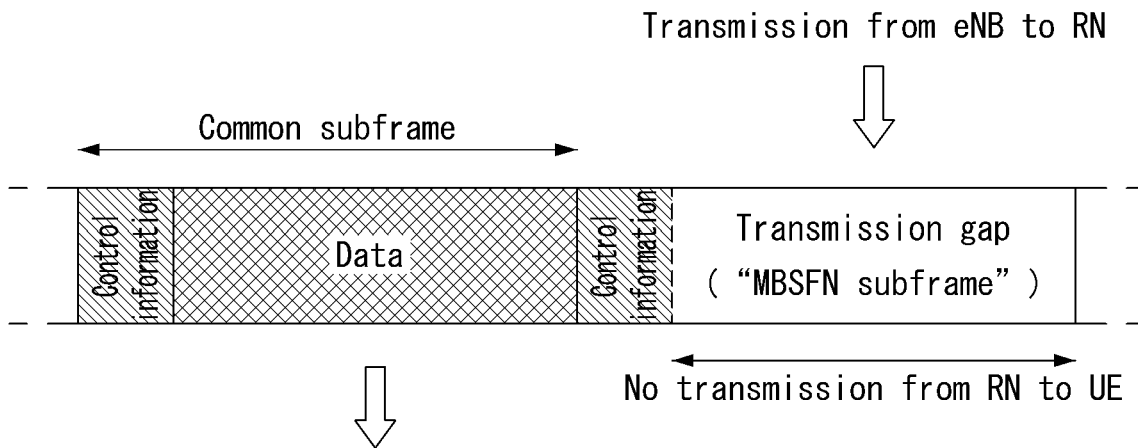 Transmission from eNB to RN
Common subframe
Control
information
Data
Control
information
Transmission gap
( “MBSFN subframe” )
No transmission from RN to UE